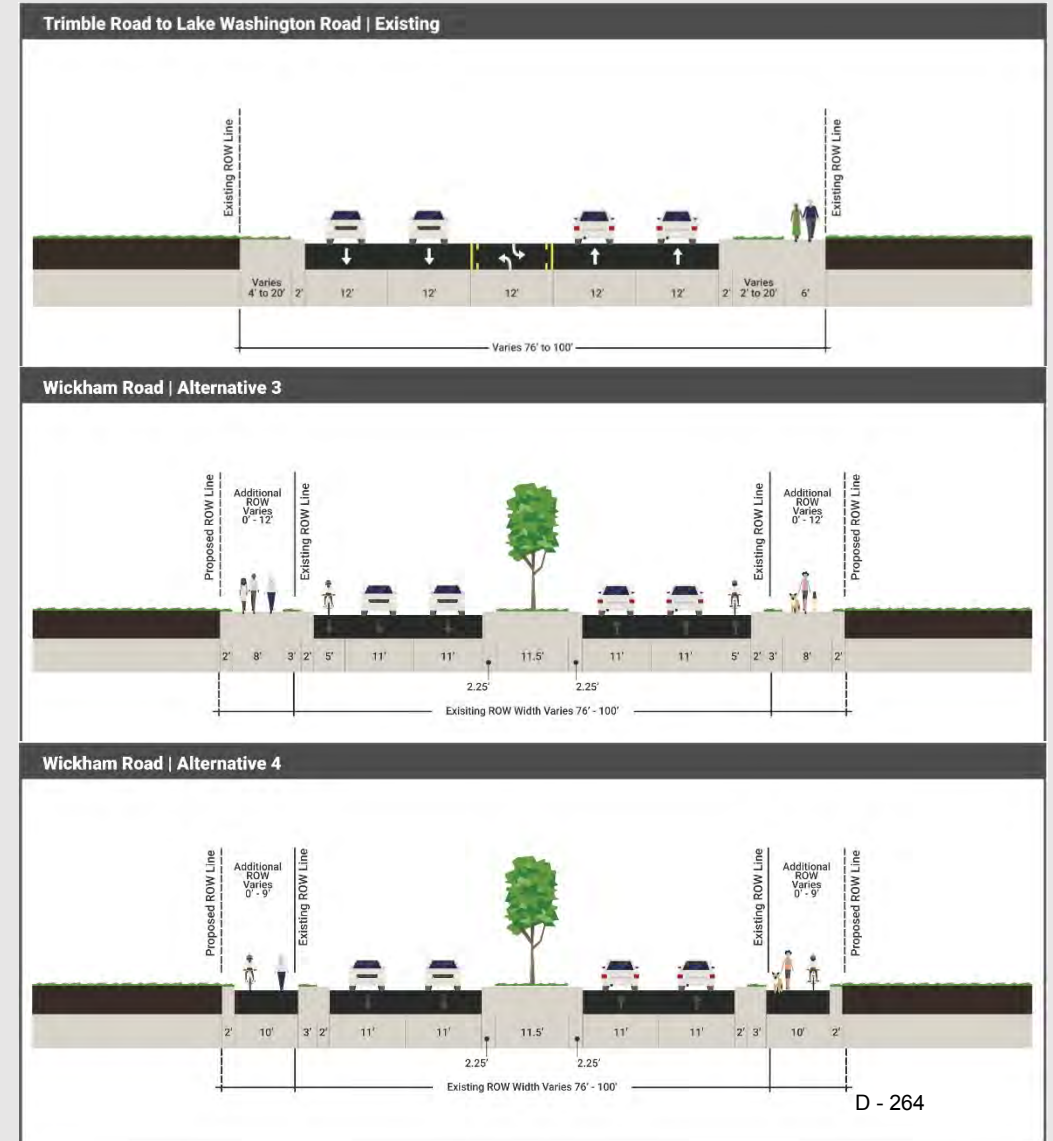 Trimble Road to Lake Washington Road | Existing
Existing ROW Line
Existing ROW Line
Varies
4' to 20'
2'
12'
12'
12'
12'
12'
2'
Varies
2' to 20'
6'
Varies 76' to 100'
Wickham Road | Alternative 3
Proposed ROW Line
Additional
ROW
Varies
0' - 12'
Existing ROW Line
Existing ROW Line
Additional
ROW
Varies
0' - 12'
Proposed ROW Line
2'
8'
3'
2'
5'
11'
11'
11.5'
11'
11'
5'
2'
3'
8'
2'
2.25'
2.25'
Exisiting ROW Width Varies 76' - 100'
Wickham Road | Alternative 4
Proposed ROW Line
Additional
ROW
Varies
0' - 9'
Existing ROW Line
Existing ROW Line
Additional
ROW
Varies
0' - 9'
Proposed ROW Line
2'
10'
3'
2'
11'
11'
11.5'
11'
11'
2'
3'
10'
2'
2.25'
2.25'
Existing ROW Width Varies 76' - 100'
D - 264